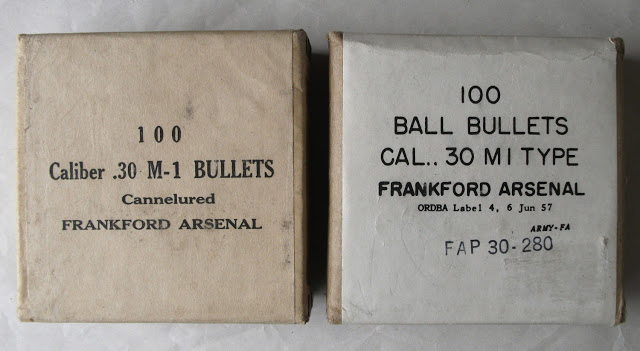 100
Caliber .30 M-1 BULLETS
Cannelured
FRANKFORD ARSENAL
100
BALL BULLETS
CAL.. 30 M1 TYPE
FRANKFORD ARSENAL
ORDBA Label 4, 6 Jun 57
ARMY-FA
FAP 30-280